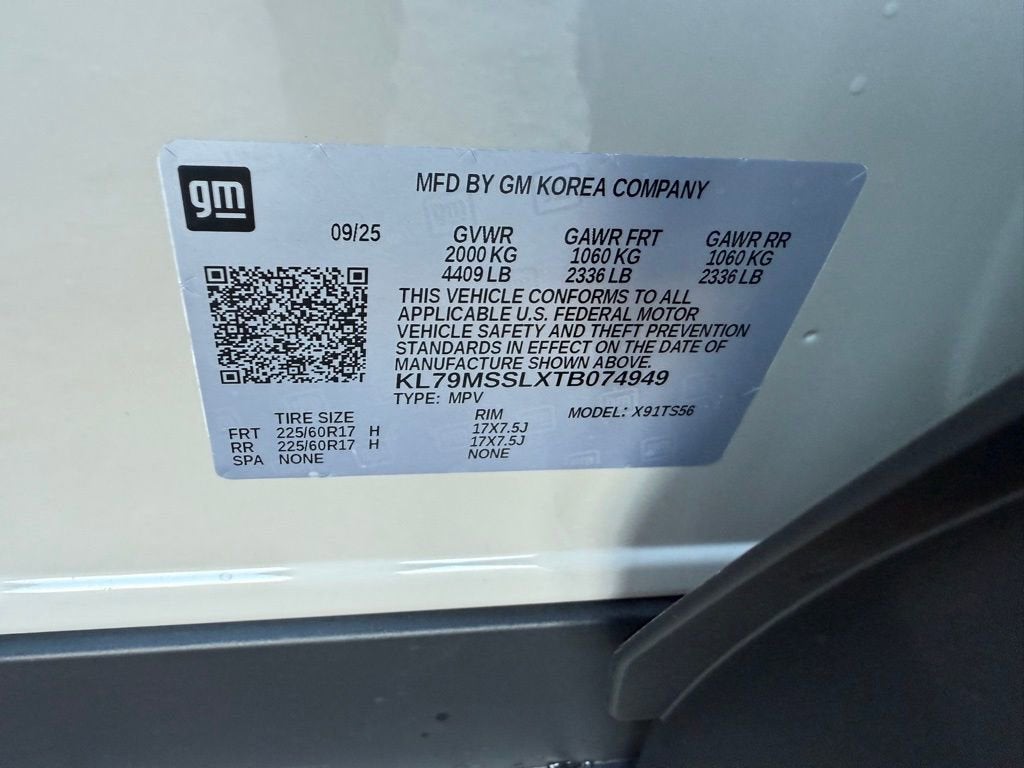 gm
MFD BY GM KOREA COMPANY
09/25 GVWR GAWR FRT GAWR RR
2000 KG 1060 KG 1060 KG
4409 LB 2336 LB 2336 LB
THIS VEHICLE CONFORMS TO ALL
APPLICABLE U.S. FEDERAL MOTOR
VEHICLE SAFETY AND THEFT PREVENTION
STANDARDS IN EFFECT ON THE DATE OF
MANUFACTURE SHOWN ABOVE.
KL79MSSLXTB074949
TYPE: MPV MODEL: X91TS56
TIRE SIZE RIM
FRT 225/60R17 H 17X7.5J
RR 225/60R17 H 17X7.5J
SPA NONE NONE